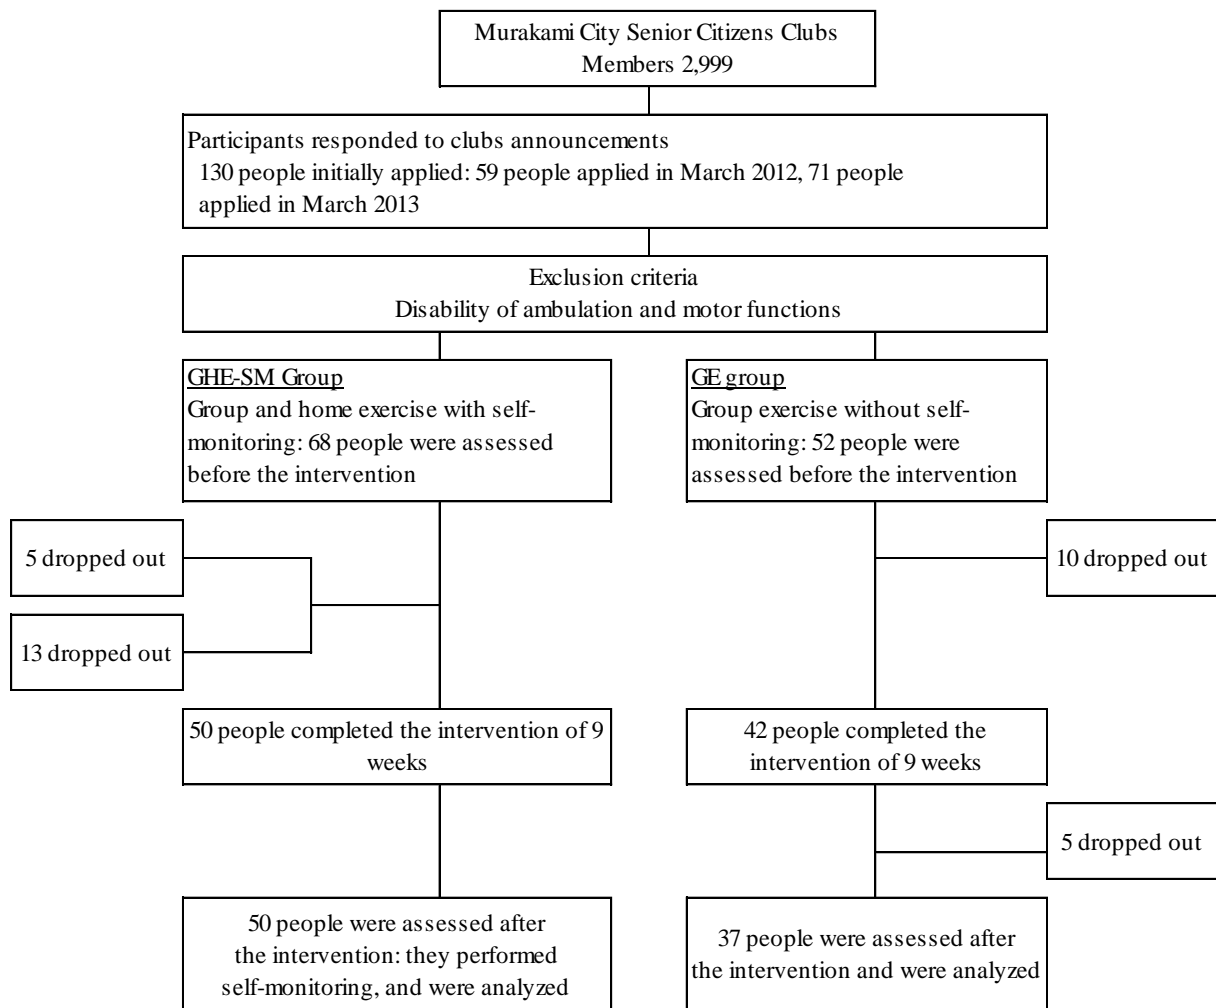 Murakami City Senior Citizens Clubs
Members 2,999
Participants responded to clubs announcements
130 people initially applied: 59 people applied in March 2012, 71 people
applied in March 2013
Exclusion criteria
Disability of ambulation and motor functions
GHE-SM Group
Group and home exercise with self-
monitoring: 68 people were assessed
before the intervention
GE group
Group exercise without self-
monitoring: 52 people were
assessed before the intervention
5 dropped out
13 dropped out
10 dropped out
50 people completed the intervention of 9
weeks
42 people completed the
intervention of 9 weeks
5 dropped out
50 people were assessed after
the intervention: they performed
self-monitoring, and were analyzed
37 people were assessed after
the intervention and were analyzed